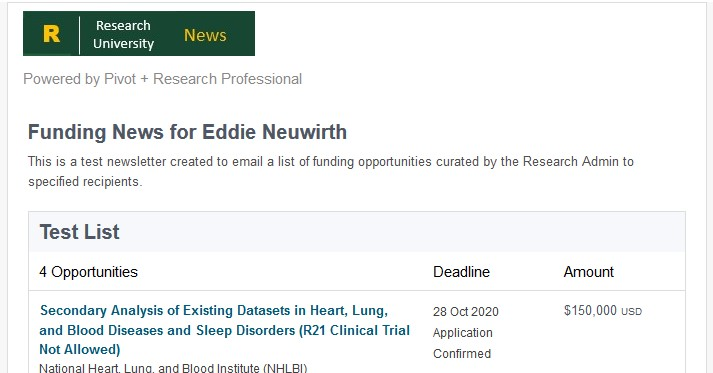 R Research University News
Powered by Pivot + Research Professional
Funding News for Eddie Neuwirth
This is a test newsletter created to email a list of funding opportunities curated by the Research Admin to
specified recipients.
Test List
4 Opportunities Deadline Amount
Secondary Analysis of Existing Datasets in Heart, Lung,
and Blood Diseases and Sleep Disorders (R21 Clinical Trial
Not Allowed)
National Heart, Lung, and Blood Institute (NHLBI)
28 Oct 2020
Application
Confirmed
$150,000 USD